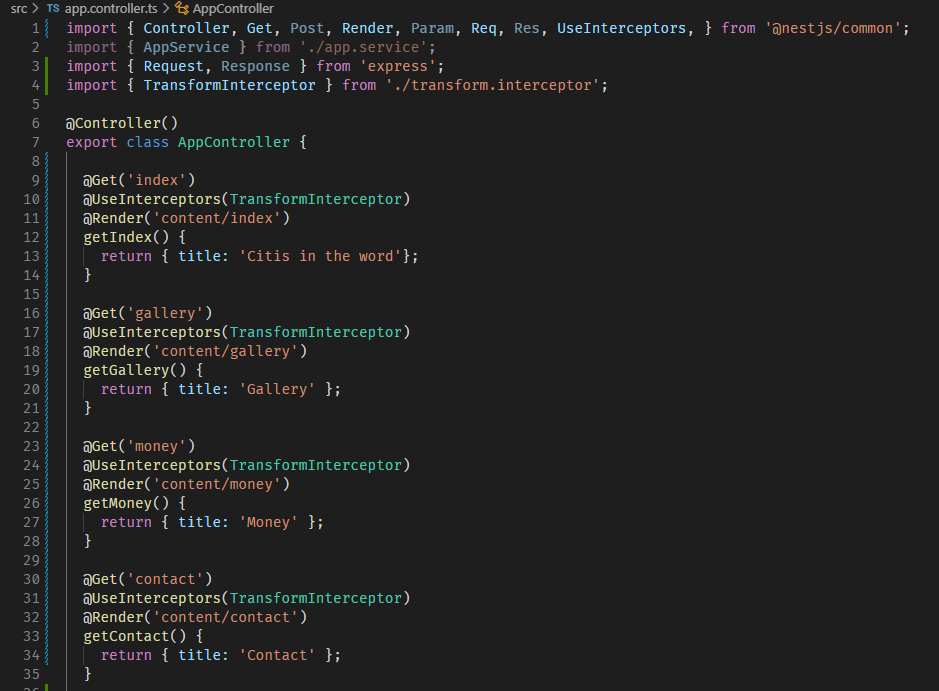 src > TS app.controller.ts > AppController
1 import { Controller, Get, Post, Render, Param, Req, Res, UseInterceptors, } from '@nestjs/common';
2 import { AppService } from './app.service';
3 import { Request, Response } from 'express';
4 import { TransformInterceptor } from './transform.interceptor';
5
6 @Controller()
7 export class AppController {
8
9 @Get('index')
10 @UseInterceptors(TransformInterceptor)
11 @Render('content/index')
12 getIndex() {
13 return { title: 'Citis in the word'};
14 }
15
16 @Get('gallery')
17 @UseInterceptors(TransformInterceptor)
18 @Render('content/gallery')
19 getGallery() {
20 return { title: 'Gallery' };
21 }
22
23 @Get('money')
24 @UseInterceptors(TransformInterceptor)
25 @Render('content/money')
26 getMoney() {
27 return { title: 'Money' };
28 }
29
30 @Get('contact')
31 @UseInterceptors(TransformInterceptor)
32 @Render('content/contact')
33 getContact() {
34 return { title: 'Contact' };
35 }